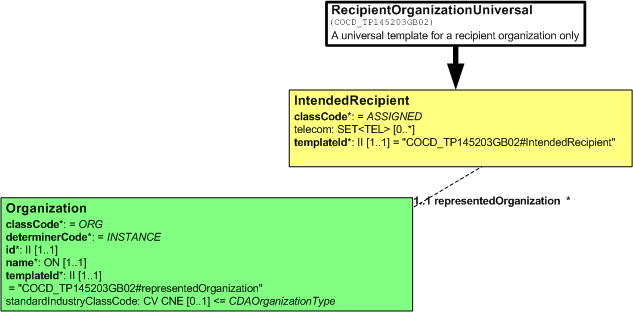 RecipientOrganizationUniversal
(COCD_TP145203GB02)
A universal template for a recipient organization only
IntendedRecipient
classCode*: = ASSIGNED
telecom: SET<TEL> [0..*]
templateId*: II [1..1] = "COCD_TP145203GB02#IntendedRecipient"
1..1 representedOrganization *
Organization
classCode*: = ORG
determinerCode*: = INSTANCE
id*: II [1..1]
name*: ON [1..1]
templateId*: II [1..1]
= "COCD_TP145203GB02#representedOrganization"
standardIndustryClassCode: CV CNE [0..1] <= CDAOrganizationType